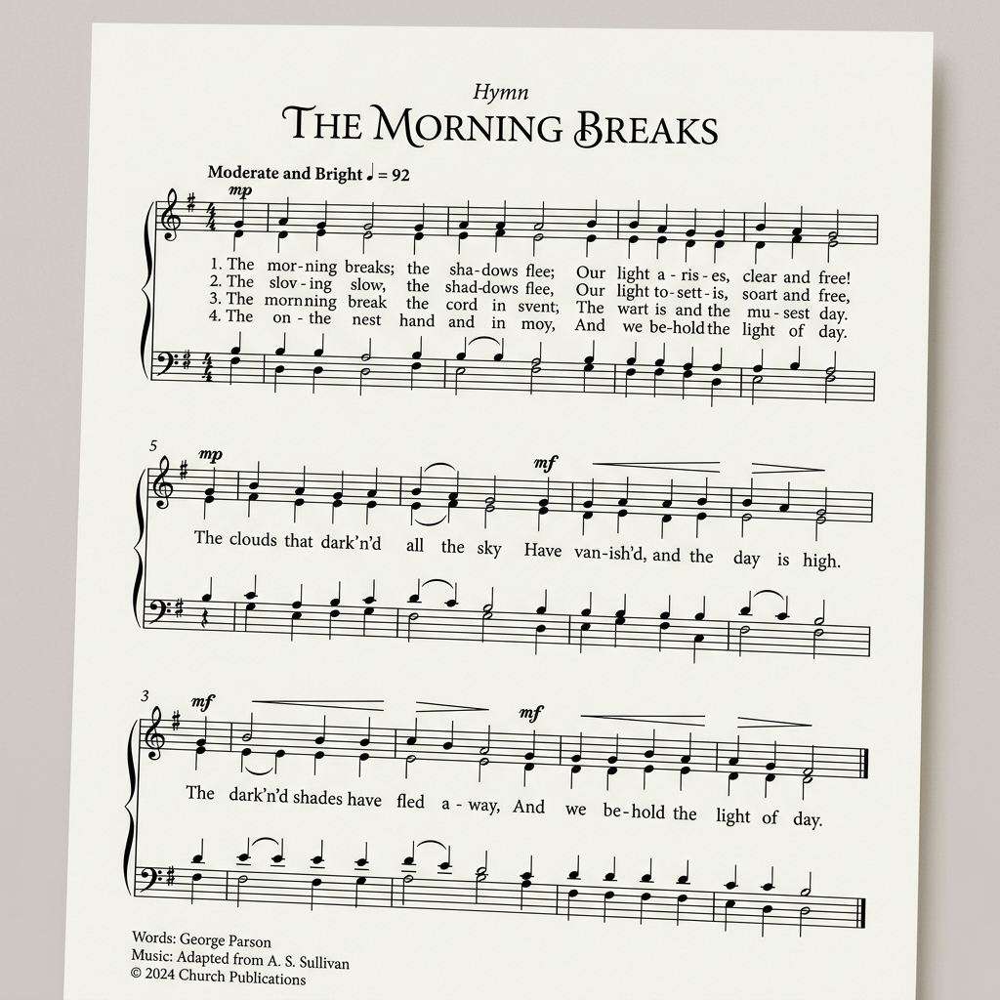 Hymn
THE MORNING BREAKS
Moderate and Bright ♩ = 92
mp
1. The mor-ning breaks; the sha-dows flee; Our light a-ris-es, clear and free!
2. The slov-ing slow, the shad-dows flee, Our light to-sett-is, soart and free,
3. The mornning break the cord in svent; The wart is and the mu-sest day.
4. The on-the nest hand and in moy, And we be-hold the light of day.
5
mp mf
The clouds that dark'n'd all the sky Have van-ish'd, and the day is high.
3
mf mf
The dark'n'd shades have fled a-way, And we be-hold the light of day.
Words: George Parson
Music: Adapted from A. S. Sullivan
© 2024 Church Publications